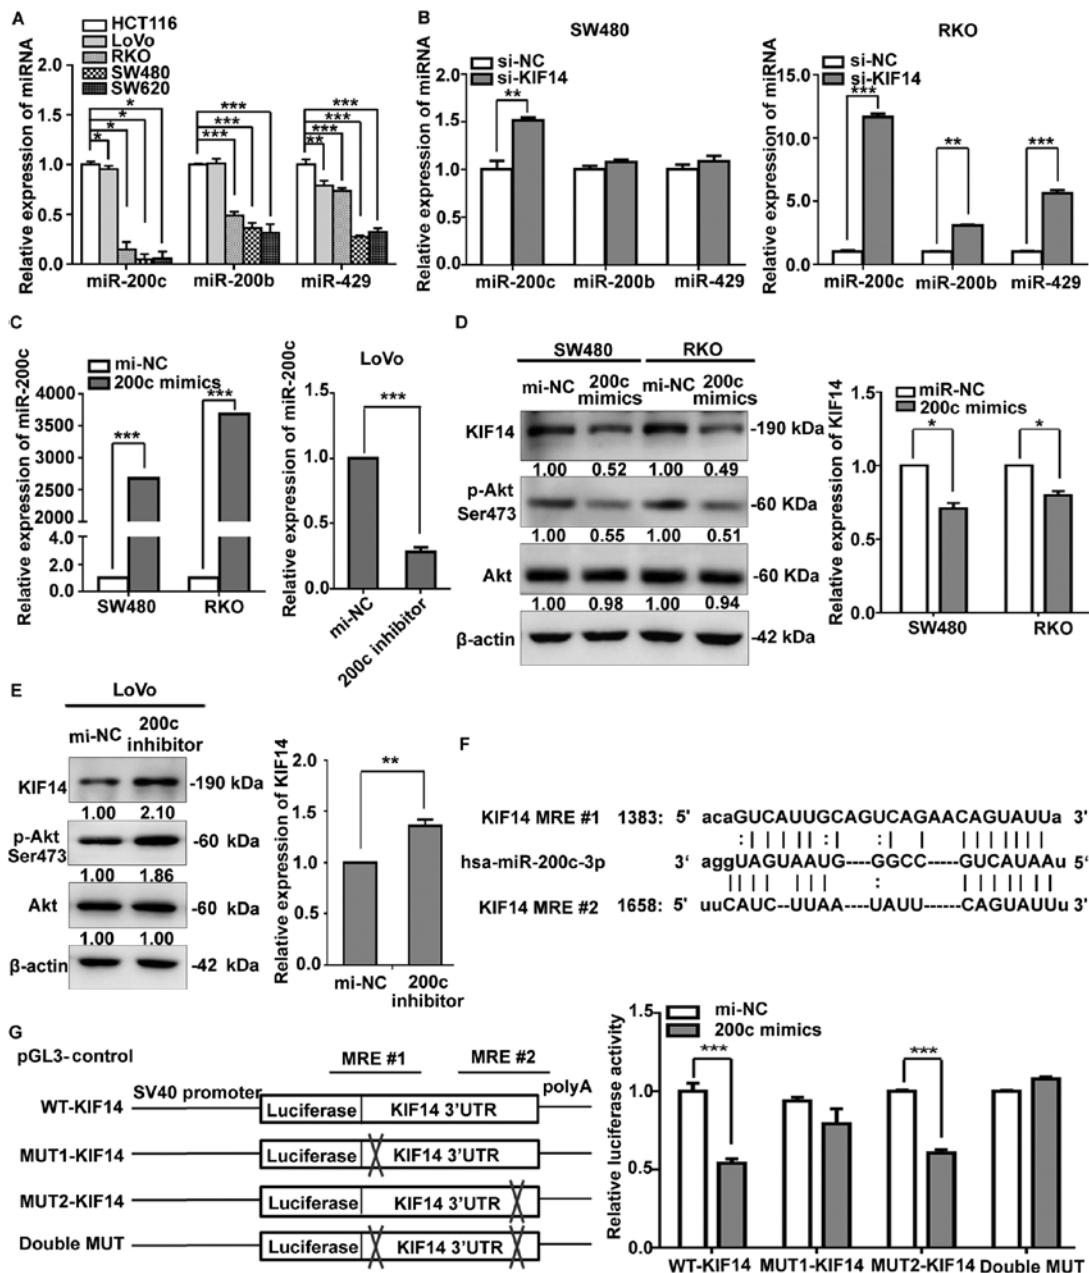 A
HCT116
LoVo
RKO
SW480
SW620
Relative expression of miRNA
2.0
1.5
1.0
0.5
0.0
* * * *
*** *** ***
*** *** *** **
miR-200c miR-200b miR-429
B
SW480
si-NC
si-KIF14
Relative expression of miRNA
2.0
1.5
1.0
0.5
0.0
**
miR-200c miR-200b miR-429
RKO
si-NC
si-KIF14
Relative expression of miRNA
15.0
10.0
5.0
0.0
*** ** ***
miR-200c miR-200b miR-429
C
mi-NC
200c mimics
Relative expression of miR-200c
4000
3500
3000
2500
2000
4.0
2.0
0.0
*** ***
SW480 RKO
LoVo
Relative expression of miR-200c
1.5
1.0
0.5
0.0
***
mi-NC
200c inhibitor
D
SW480 RKO
mi-NC 200c mimics mi-NC 200c mimics
KIF14 -190 kDa
1.00 0.52 1.00 0.49
p-Akt
Ser473
-60 KDa
1.00 0.55 1.00 0.51
Akt -60 KDa
1.00 0.98 1.00 0.94
β-actin -42 kDa
miR-NC
200c mimics
Relative expression of KIF14
1.5
1.0
0.5
0.0
* *
SW480 RKO
E
LoVo
mi-NC 200c inhibitor
KIF14 -190 kDa
1.00 2.10
p-Akt
Ser473
-60 kDa
1.00 1.86
Akt -60 kDa
1.00 1.00
β-actin -42 kDa
Relative expression of KIF14
2.0
1.5
1.0
0.5
0.0
**
mi-NC 200c inhibitor
F
KIF14 MRE #1 1383: 5' acaGUCAUUGCAGUCAGAACAGUAUUa 3'
hsa-miR-200c-3p 3' aggUAGUAAUG----GGCC----GUCAUAAu 5'
KIF14 MRE #2 1658: 5' uuCAUC--UUAA----UAUU------CAGUAUUu 3'
G
pGL3-control MRE #1 MRE #2
SV40 promoter polyA
WT-KIF14 Luciferase KIF14 3'UTR
MUT1-KIF14 Luciferase KIF14 3'UTR
MUT2-KIF14 Luciferase KIF14 3'UTR
Double MUT Luciferase KIF14 3'UTR
mi-NC
200c mimics
Relative luciferase activity
1.5
1.0
0.5
0.0
*** ***
WT-KIF14 MUT1-KIF14 MUT2-KIF14 Double MUT